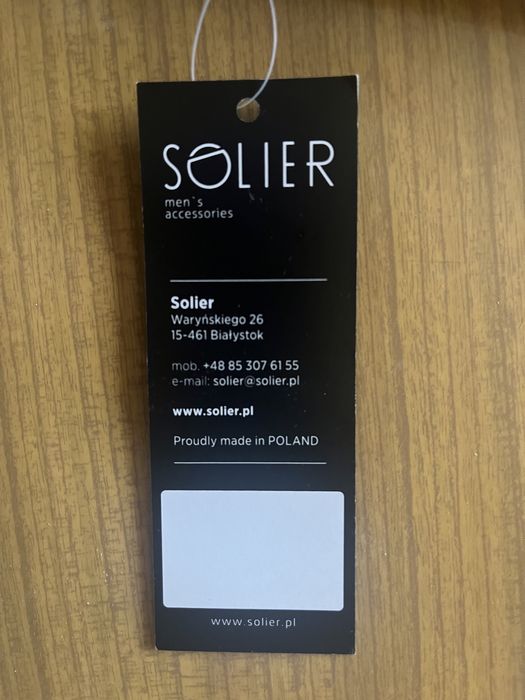 SOLIER
men`s
accessories
Solier
Waryńskiego 26
15-461 Białystok
mob. +48 85 307 61 55
e-mail: solier@solier.pl
www.solier.pl
Proudly made in POLAND
www.solier.pl